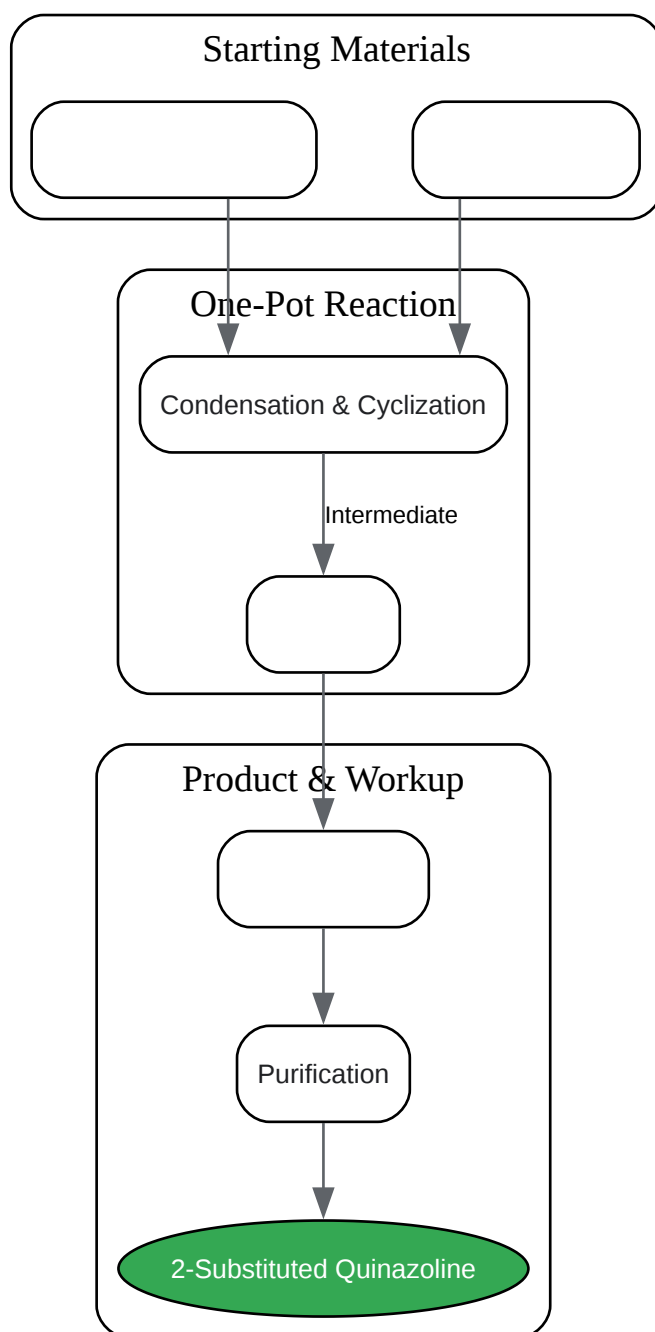 Starting Materials
One-Pot Reaction
Condensation & Cyclization
Intermediate
Product & Workup
Purification
2-Substituted Quinazoline